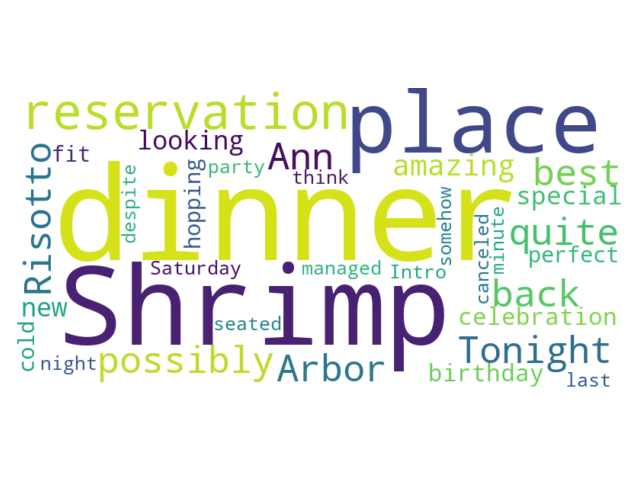 reservation place
looking Ann amazing best
fit party think special
Risotto despite hopping dinner somehow quite
canceled minute perfect
Saturday managed Intro back
new Shrimp seated celebration
cold possibly Arbor Tonight
night birthday last